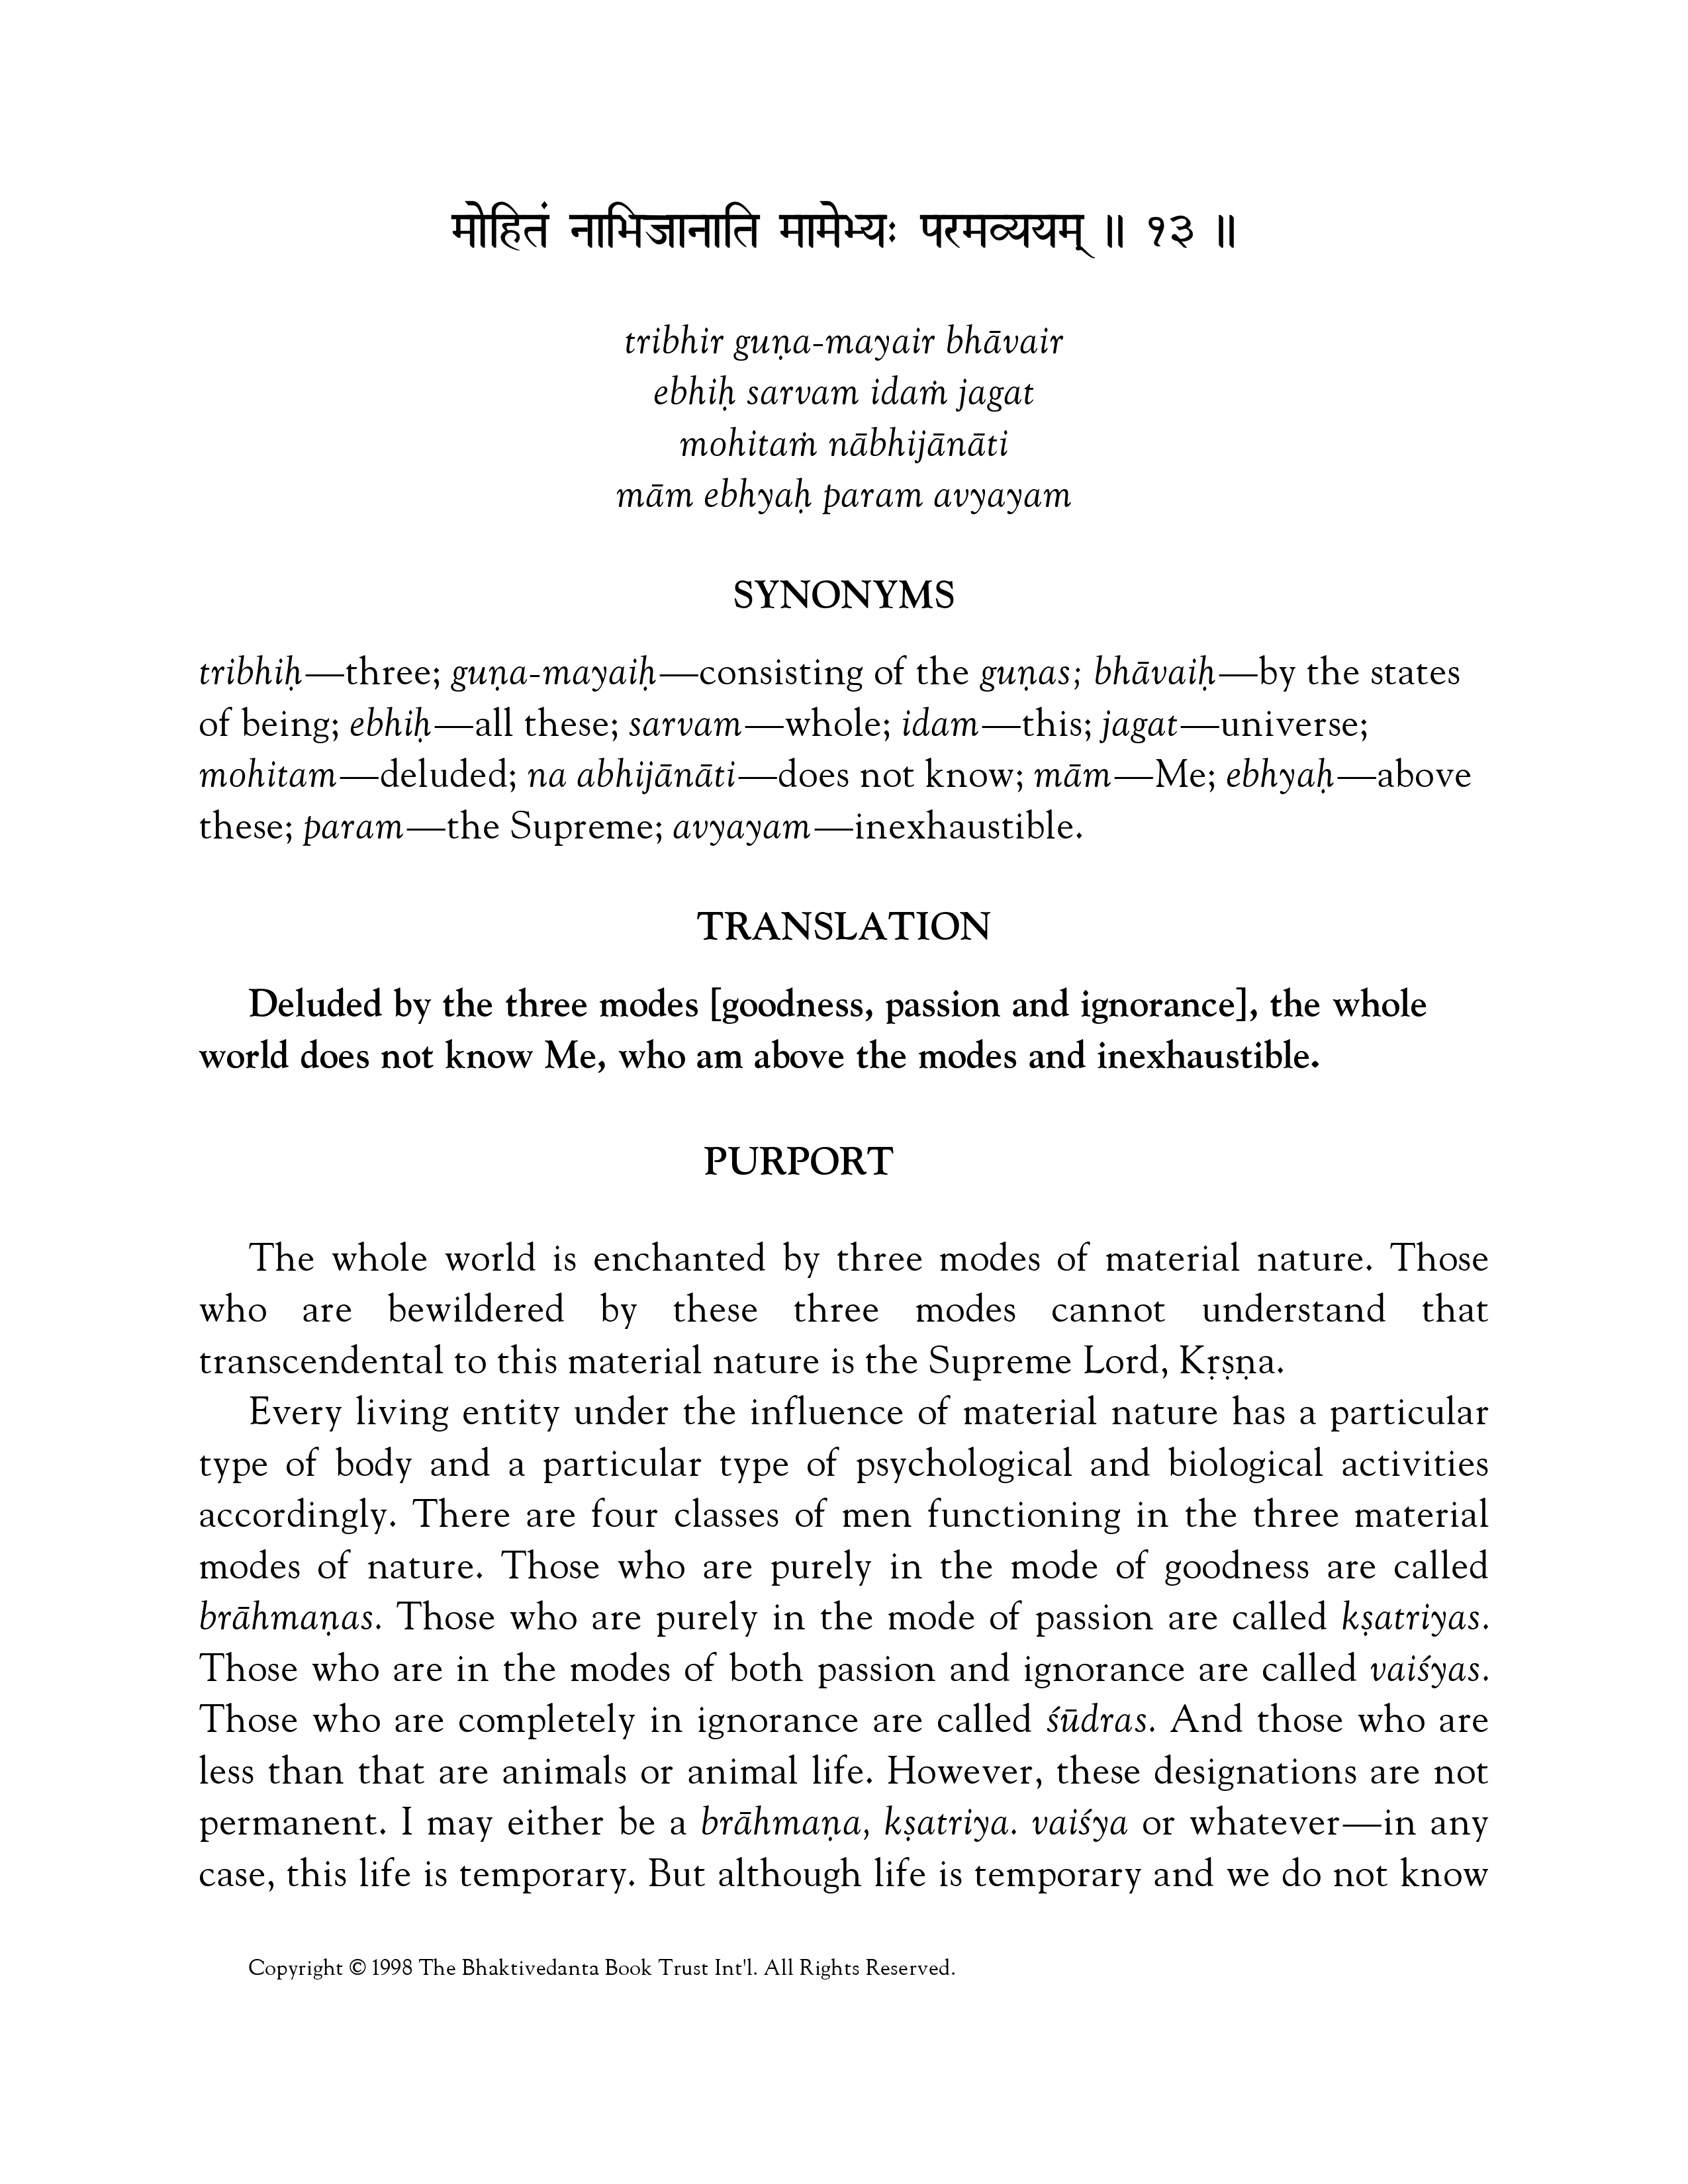 मोहितं नाभिजानाति मामेभ्यः परमव्ययम् ॥ १३ ॥
tribhir guṇa-mayair bhāvair
ebhiḥ sarvam idaṁ jagat
mohitaṁ nābhijānāti
mām ebhyaḥ param avyayam
SYNONYMS
tribhiḥ—three; guṇa-mayaiḥ—consisting of the guṇas; bhāvaiḥ—by the states
of being; ebhiḥ—all these; sarvam—whole; idam—this; jagat—universe;
mohitam—deluded; na abhijānāti—does not know; mām—Me; ebhyaḥ—above
these; param—the Supreme; avyayam—inexhaustible.
TRANSLATION
Deluded by the three modes [goodness, passion and ignorance], the whole
world does not know Me, who am above the modes and inexhaustible.
PURPORT
The whole world is enchanted by three modes of material nature. Those
who are bewildered by these three modes cannot understand that
transcendental to this material nature is the Supreme Lord, Kṛṣṇa.
Every living entity under the influence of material nature has a particular
type of body and a particular type of psychological and biological activities
accordingly. There are four classes of men functioning in the three material
modes of nature. Those who are purely in the mode of goodness are called
brāhmaṇas. Those who are purely in the mode of passion are called kṣatriyas.
Those who are in the modes of both passion and ignorance are called vaiśyas.
Those who are completely in ignorance are called śūdras. And those who are
less than that are animals or animal life. However, these designations are not
permanent. I may either be a brāhmaṇa, kṣatriya. vaiśya or whatever—in any
case, this life is temporary. But although life is temporary and we do not know
Copyright © 1998 The Bhaktivedanta Book Trust Int'l. All Rights Reserved.